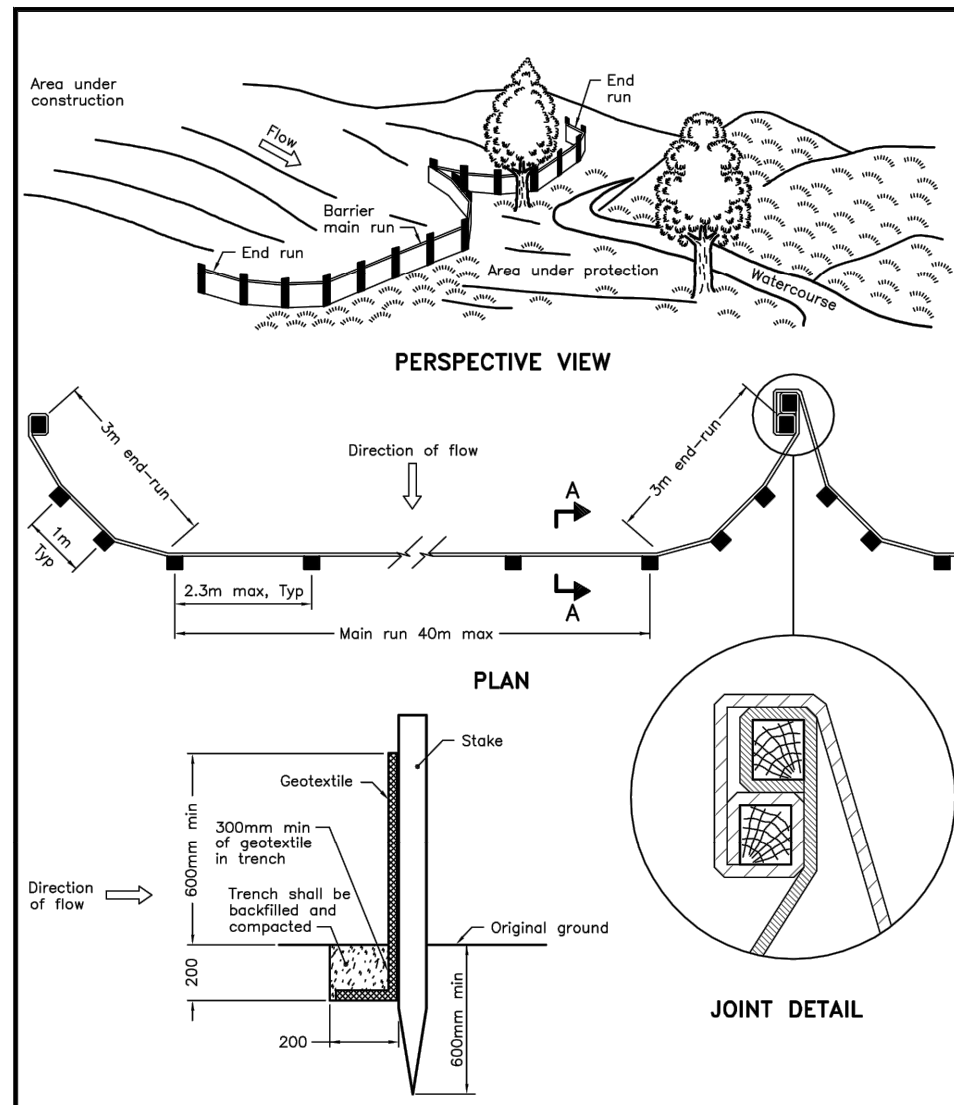 Area under
construction
Flow
End
run
Barrier
main run
End run
Area under protection
Watercourse
PERSPECTIVE VIEW
3m end-run
1m
Typ
Direction of flow
3m end-run
A
A
2.3m max, Typ
Main run 40m max
PLAN
Stake
Geotextile
600mm min
300mm min
of geotextile
in trench
Direction
of flow
Trench shall be
backfilled and
compacted
Original ground
200
200
600mm min
JOINT DETAIL